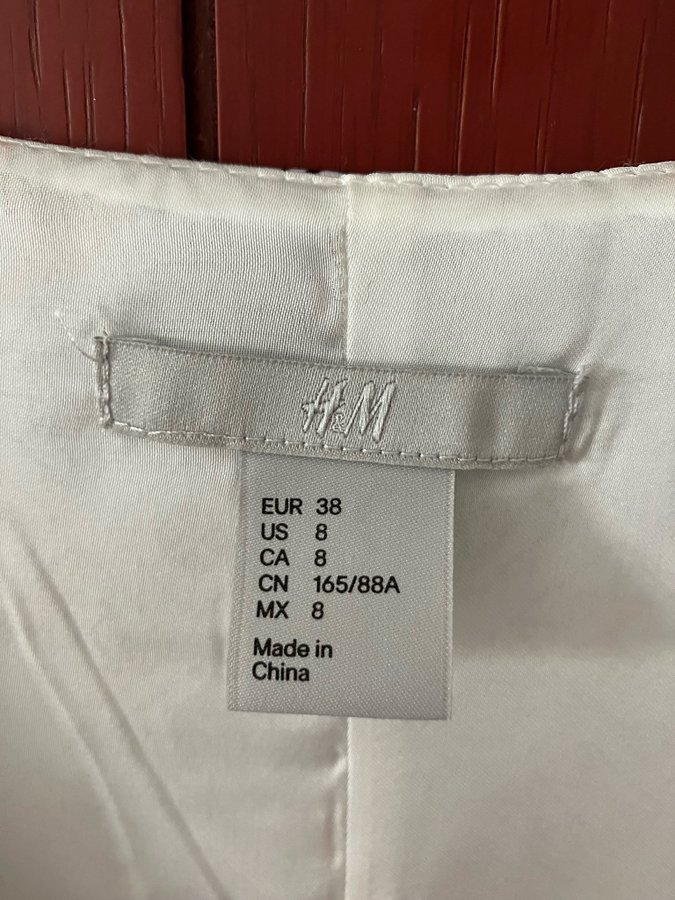 H&M
EUR 38
US 8
CA 8
CN 165/88A
MX 8
Made in
China